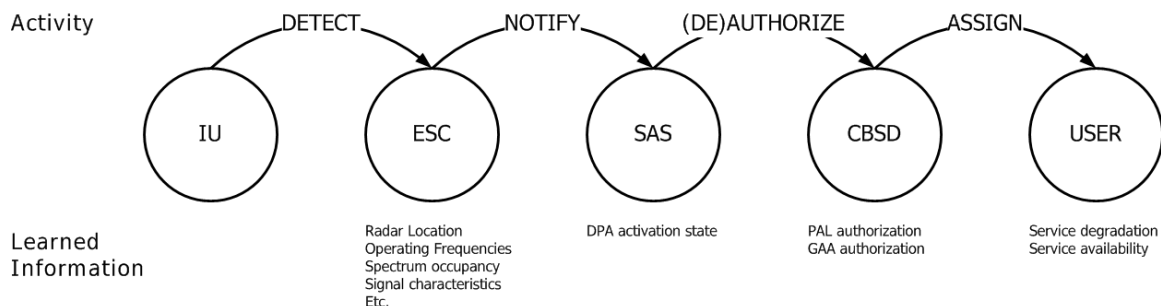 Activity
DETECT
NOTIFY
(DE)AUTHORIZE
ASSIGN
IU
ESC
SAS
CBSD
USER
Learned
Information
Radar Location
Operating Frequencies
Spectrum occupancy
Signal characteristics
Etc.
DPA activation state
PAL authorization
GAA authorization
Service degradation
Service availability